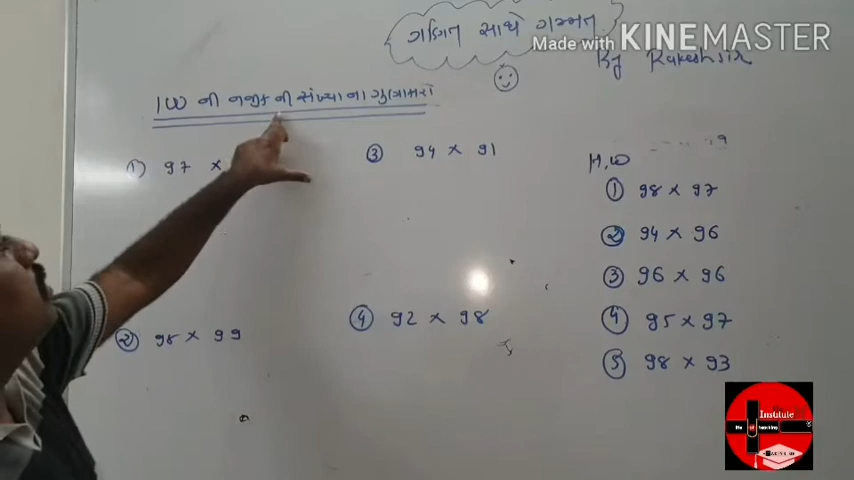 ગણિત સાથે ગમ્મત
Made with KINEMASTER
By Rakeshsir
100 ની નજીક ની સંખ્યા ના ગુણાકારો
① 97 ×
③ 94 × 91
② 98 × 99
④ 92 × 98
H.W
① 98 × 97
② 94 × 96
③ 96 × 96
④ 95 × 97
⑤ 98 × 93
Institute